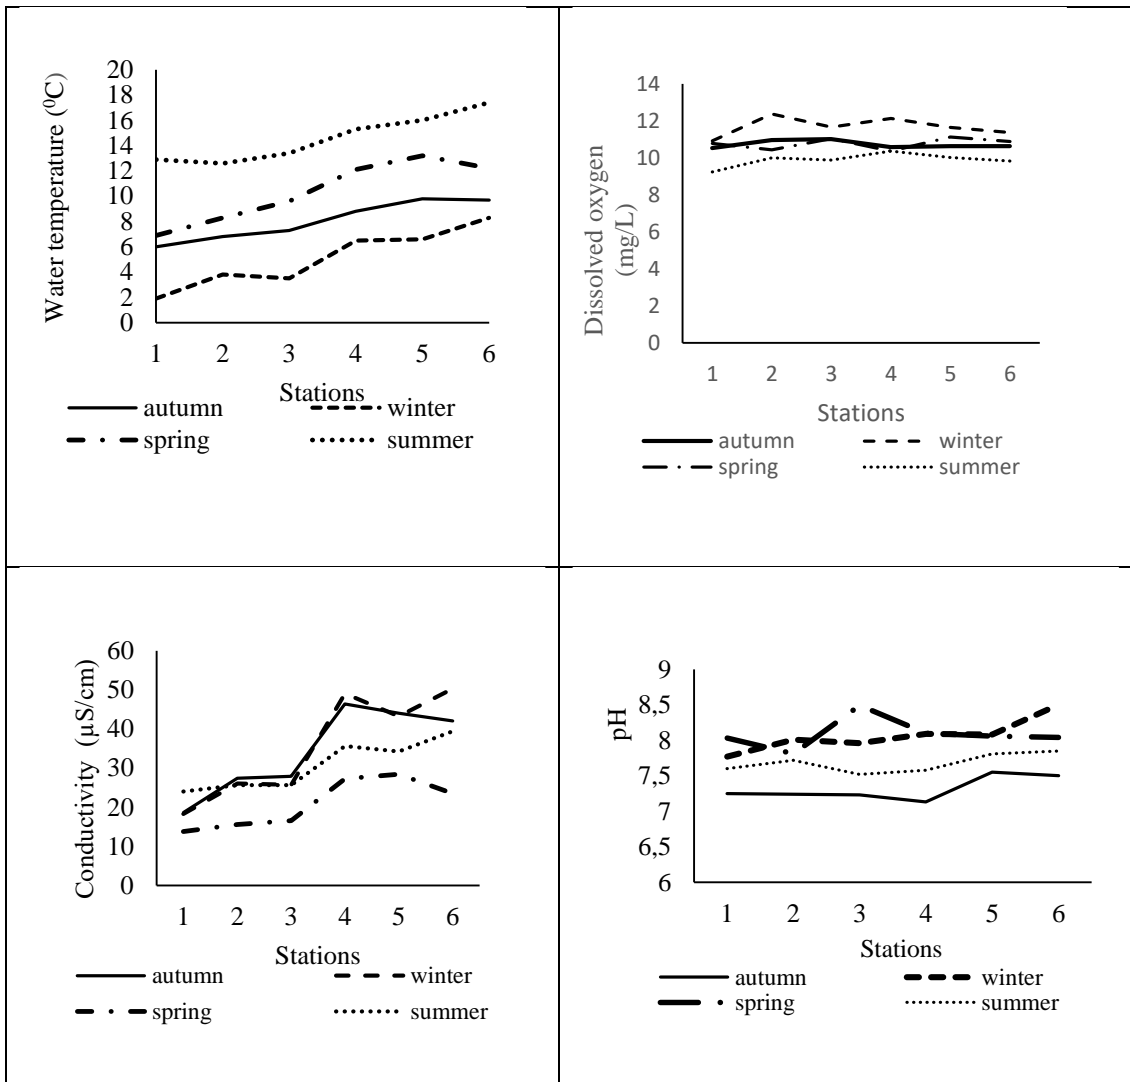 Water temperature (⁰C)
20
18
16
14
12
10
8
6
4
2
0
1 2 3 4 5 6
Stations
autumn winter
spring summer
Dissolved oxygen
(mg/L)
14
12
10
8
6
4
2
0
1 2 3 4 5 6
Stations
autumn winter
spring summer
Conductivity (µS/cm)
60
50
40
30
20
10
0
1 2 3 4 5 6
Stations
autumn winter
spring summer
pH
9
8,5
8
7,5
7
6,5
6
1 2 3 4 5 6
Stations
autumn winter
spring summer